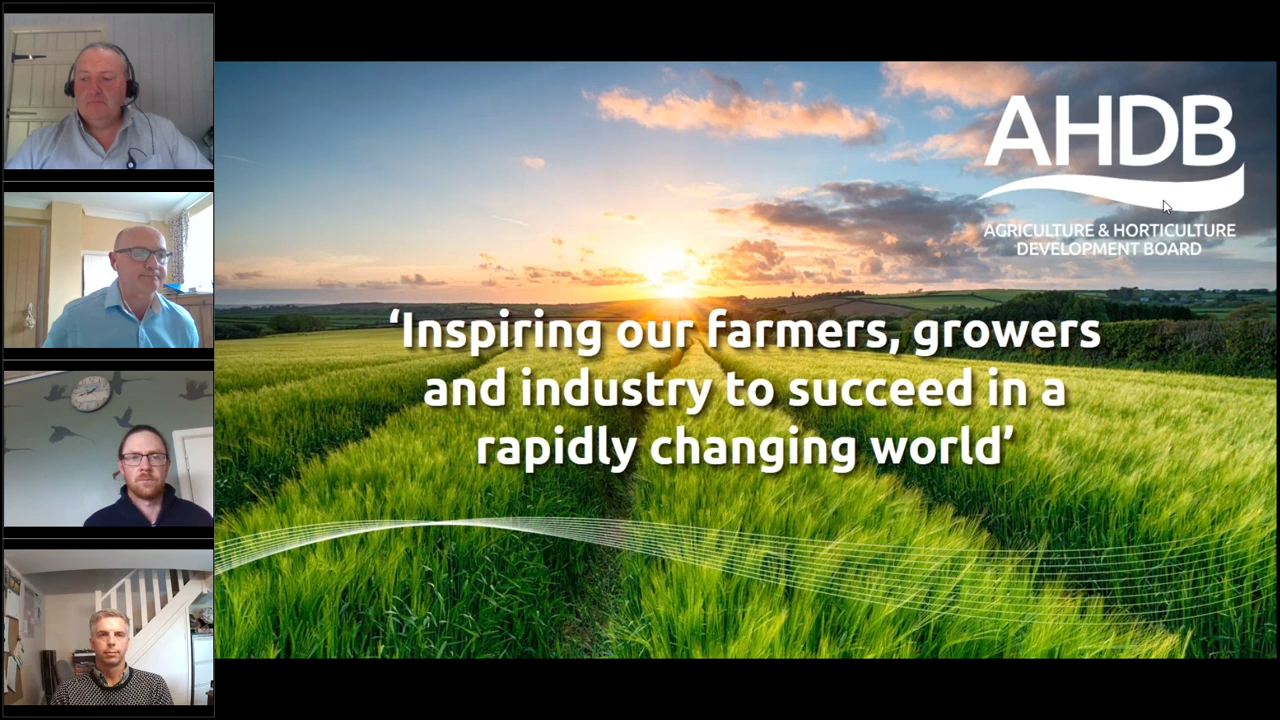 AHDB
AGRICULTURE & HORTICULTURE
DEVELOPMENT BOARD
‘Inspiring our farmers, growers
and industry to succeed in a
rapidly changing world’